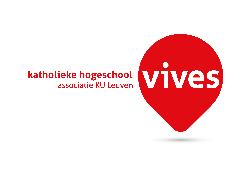 katholieke hogeschool
associatie KU Leuven
vives